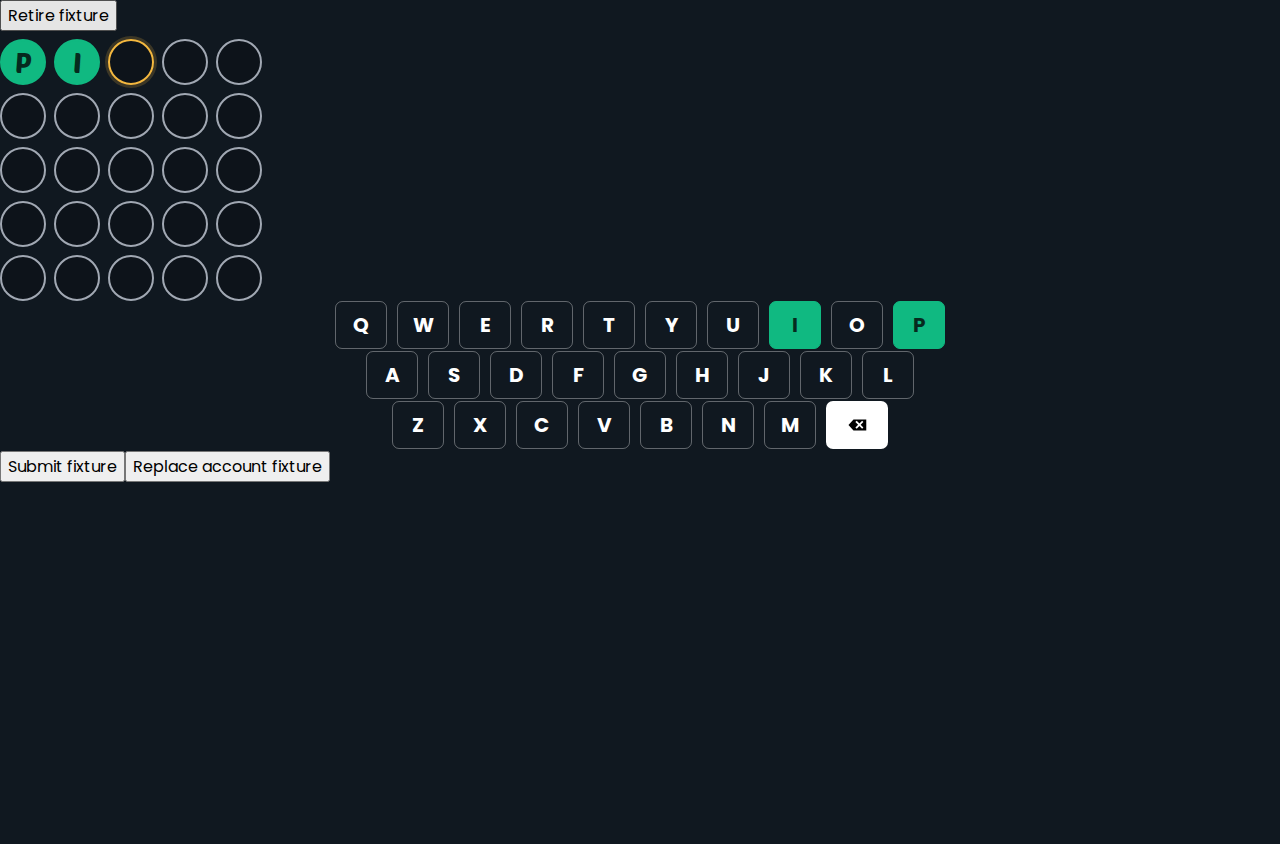 Retire fixture
P I
Q W E R T Y U I O P
A S D F G H J K L
Z X C V B N M
Submit fixture Replace account fixture